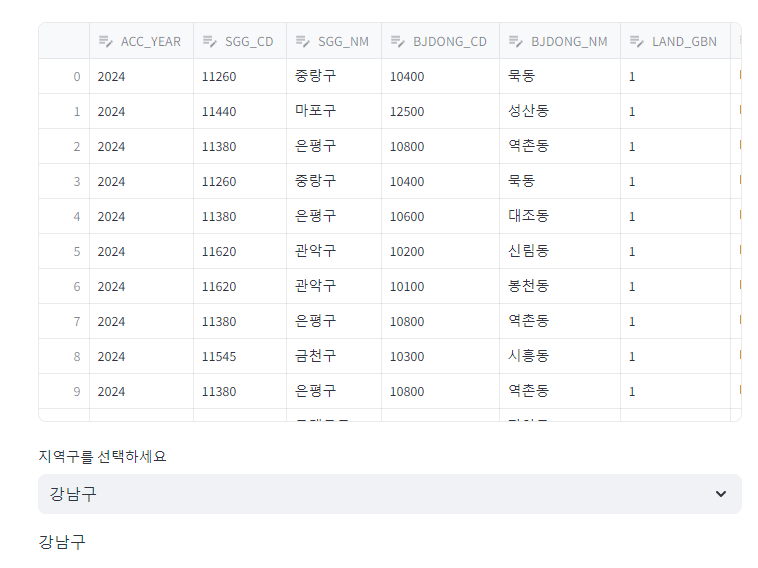 ACC_YEAR SGG_CD SGG_NM BJDONG_CD BJDONG_NM LAND_GBN
0 2024 11260 중랑구 10400 묵동 1
1 2024 11440 마포구 12500 성산동 1
2 2024 11380 은평구 10800 역촌동 1
3 2024 11260 중랑구 10400 묵동 1
4 2024 11380 은평구 10600 대조동 1
5 2024 11620 관악구 10200 신림동 1
6 2024 11620 관악구 10100 봉천동 1
7 2024 11380 은평구 10800 역촌동 1
8 2024 11545 금천구 10300 시흥동 1
9 2024 11380 은평구 10800 역촌동 1
지역구를 선택하세요
강남구
강남구